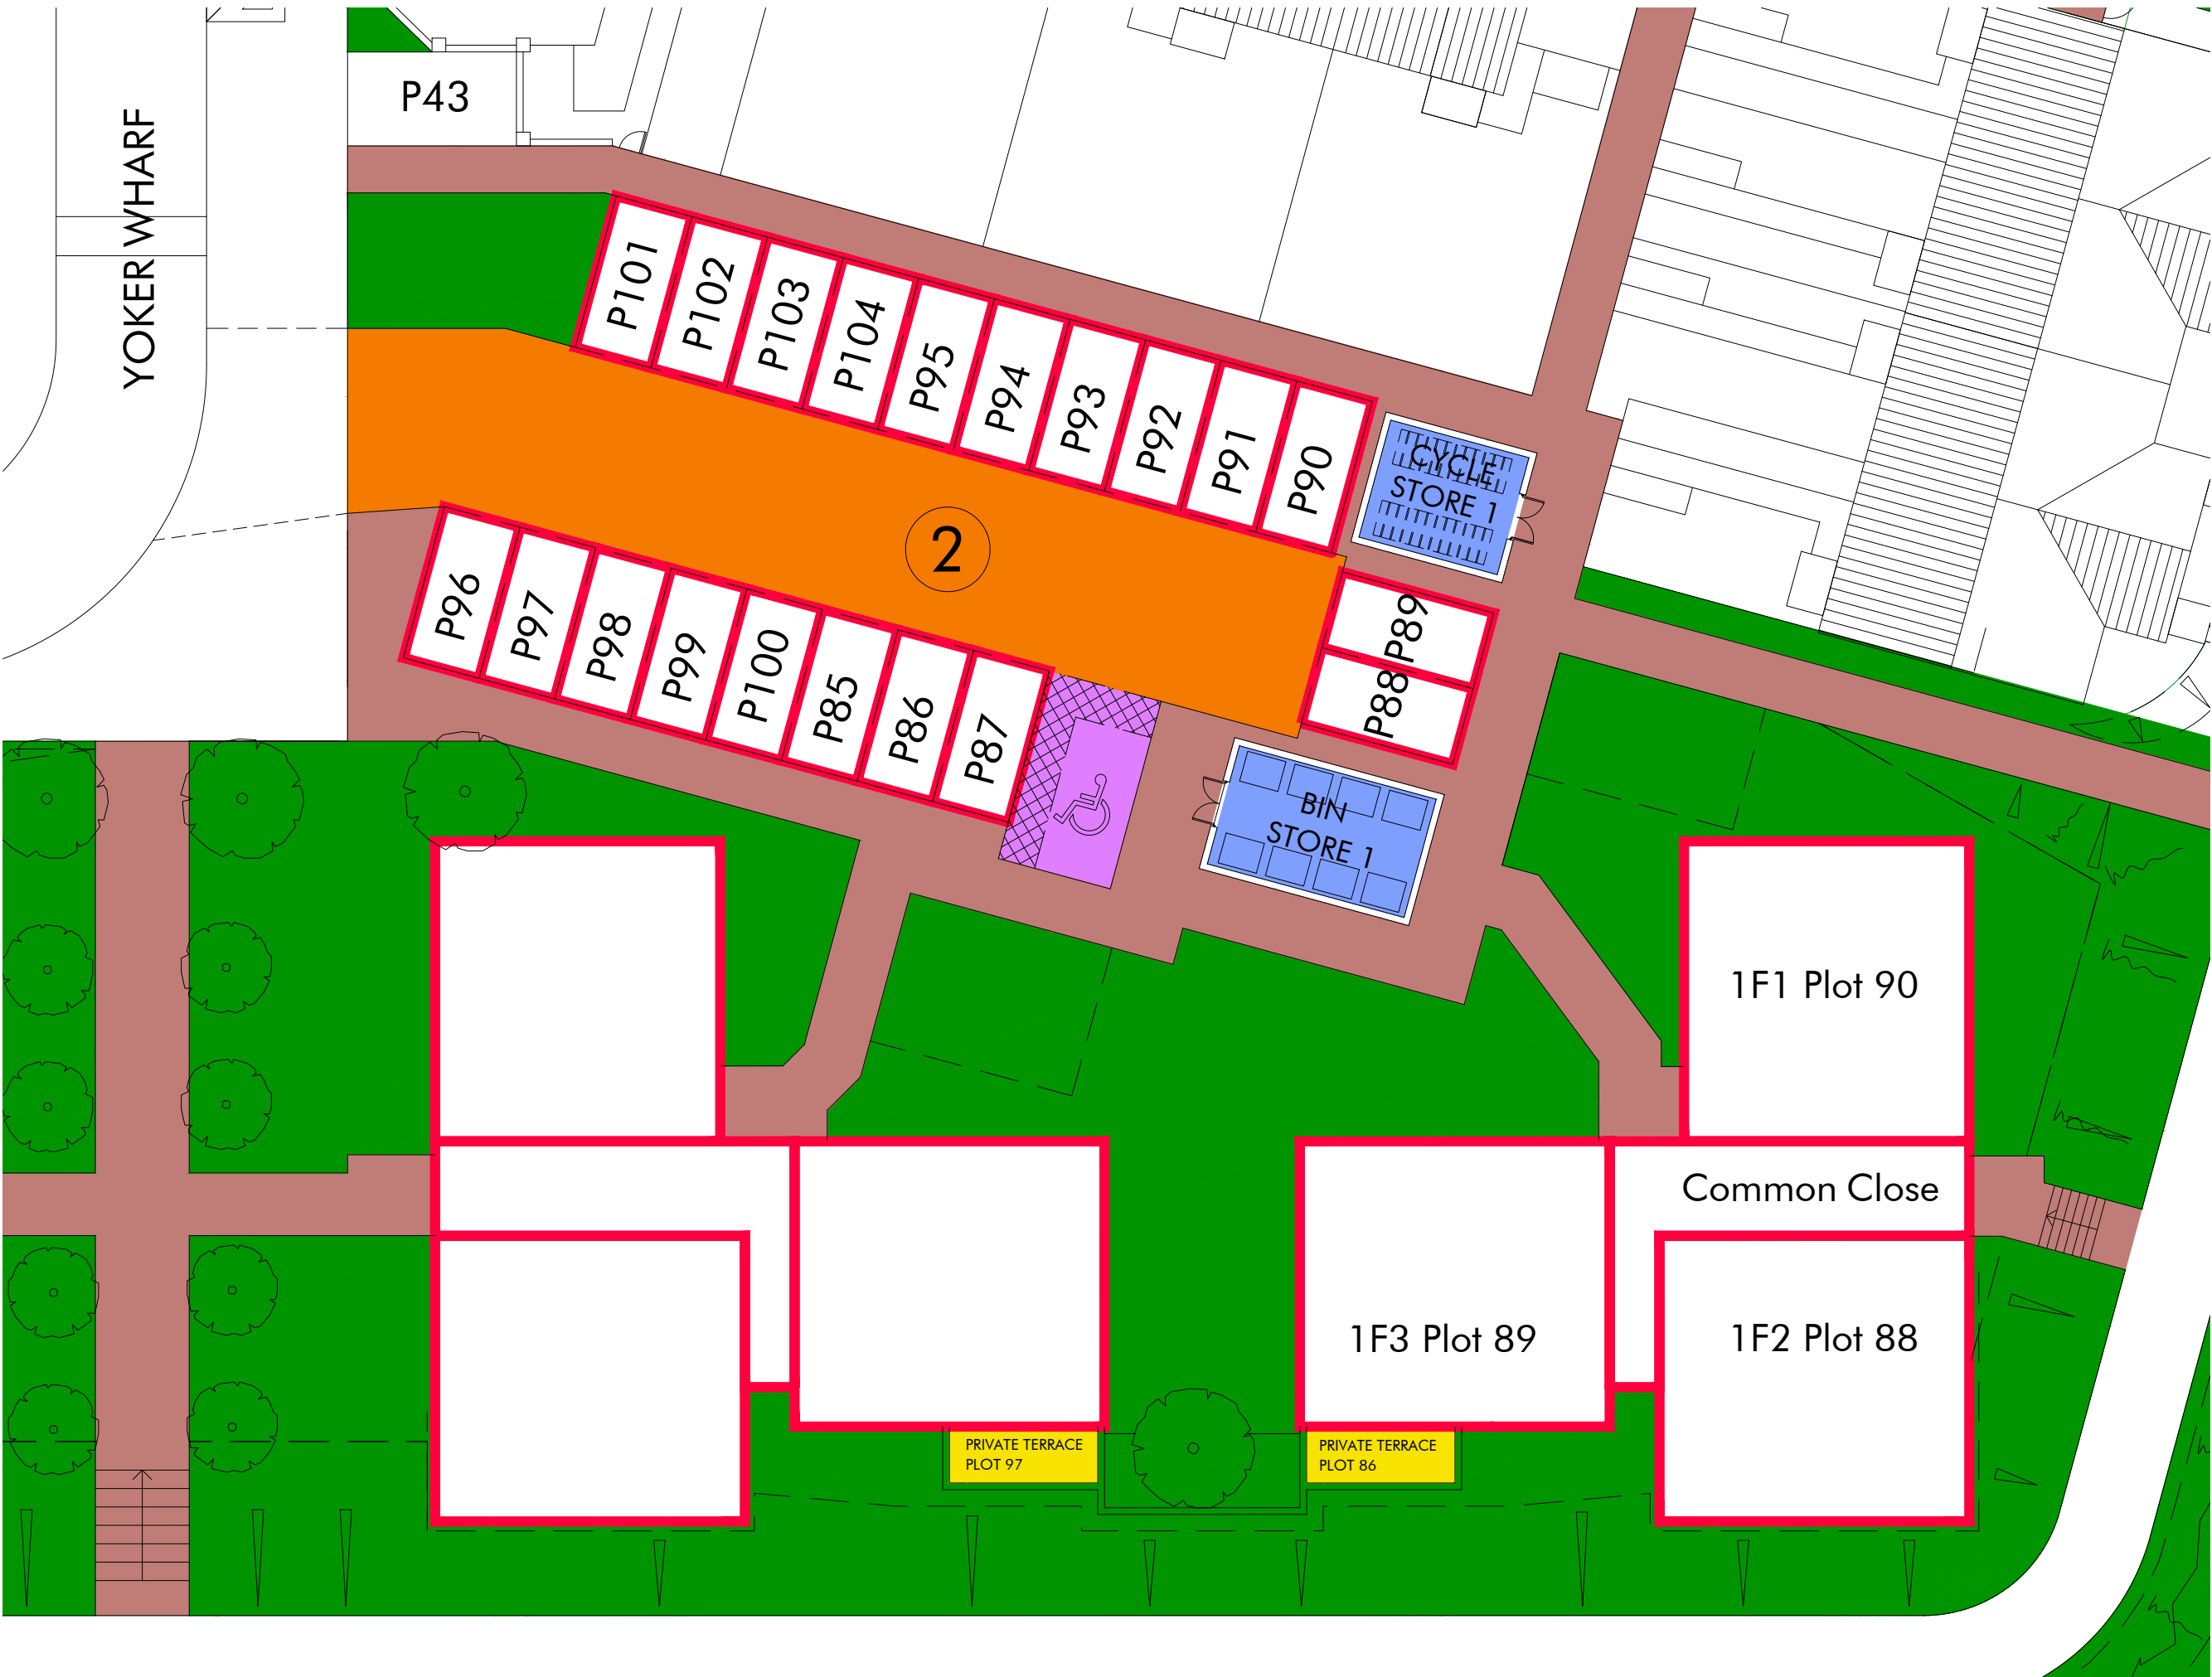 P43
YOKER WHARF
P101
P102
P103
P104
P95
P94
P93
P92
P91
P90
CYCLE
STORE 1
2
P89
P88
P96
P97
P98
P99
P100
P85
P86
P87
BIN
STORE 1
1F1 Plot 90
Common Close
1F3 Plot 89
1F2 Plot 88
PRIVATE TERRACE
PLOT 97
PRIVATE TERRACE
PLOT 86